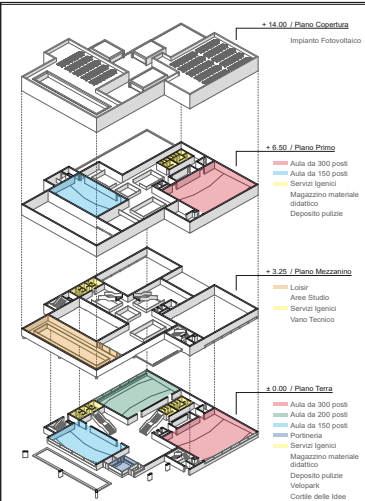 + 14.00 / Piano Copertura
Impianto Fotovoltaico
+ 6.50 / Piano Primo
Aula da 300 posti
Aula da 150 posti
Servizi Igenici
Magazzino materiale
didattico
Deposito pulizie
+ 3.25 / Piano Mezzanino
Loisir
Aree Studio
Servizi Igenici
Vano Tecnico
± 0.00 / Piano Terra
Aula da 300 posti
Aula da 200 posti
Aula da 150 posti
Portineria
Servizi Igenici
Magazzino materiale
didattico
Deposito pulizie
Velopark
Cortile delle Idee